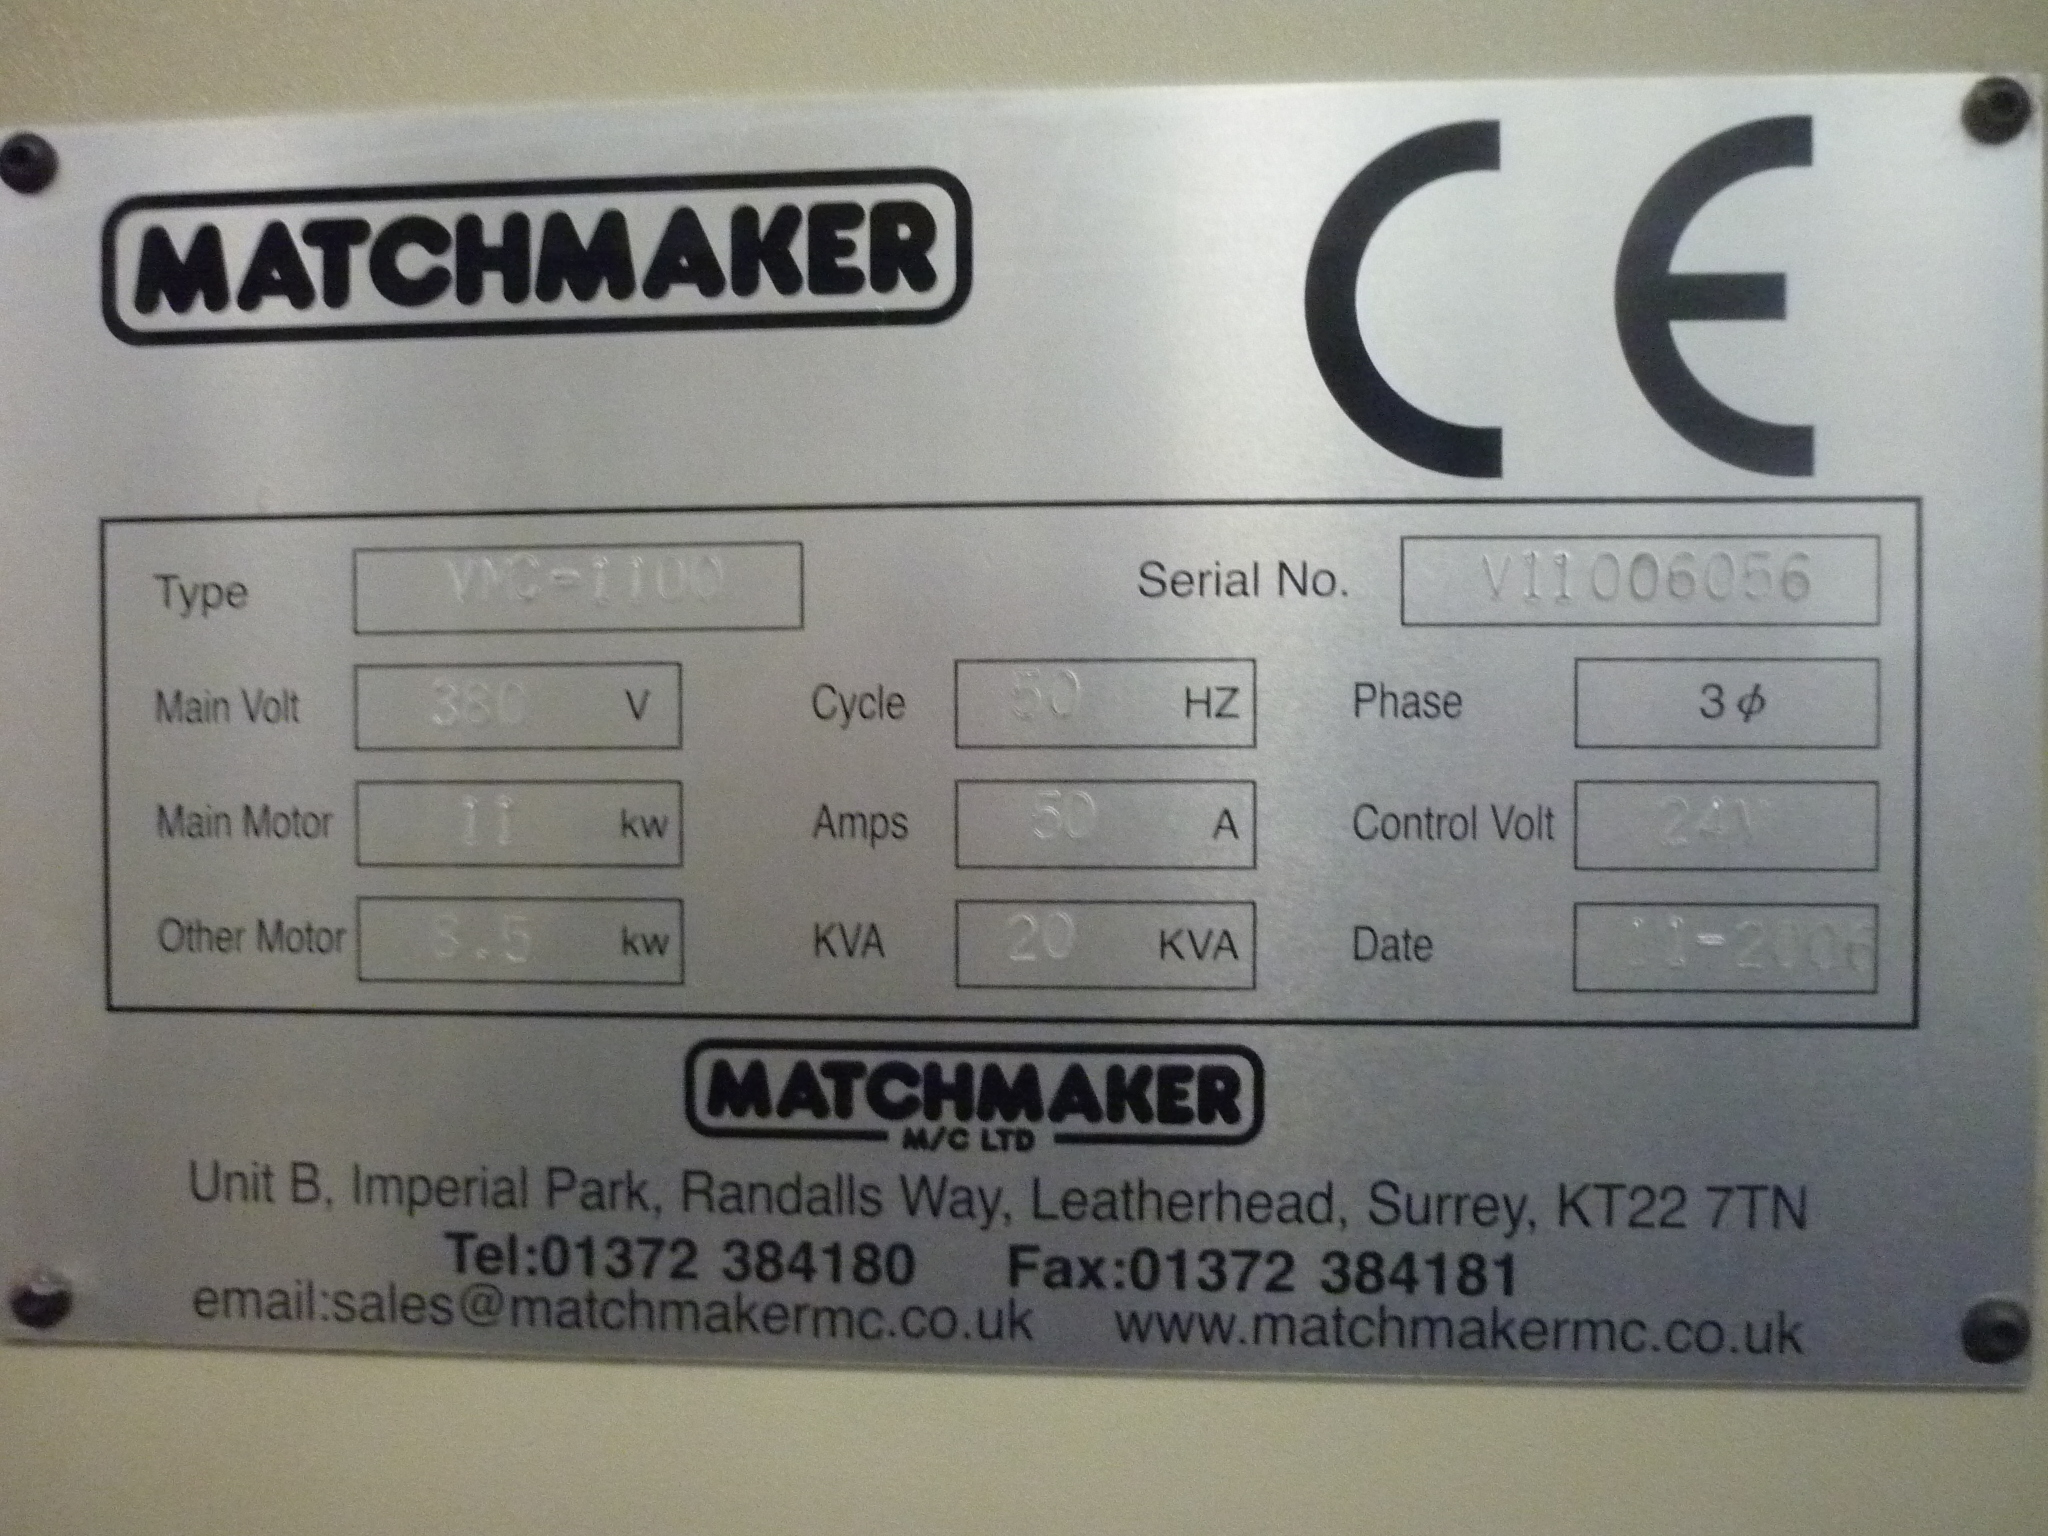 MATCHMAKER CE
Type VMC-1100 Serial No. V11006056
Main Volt 380 V Cycle 50 HZ Phase 3ϕ
Main Motor 11 kw Amps 50 A Control Volt 24V
Other Motor kw KVA 20 KVA Date 11-2006
MATCHMAKER
M/C LTD
Unit B, Imperial Park, Randalls Way, Leatherhead, Surrey, KT22 7TN
Tel:01372 384180 Fax:01372 384181
email:sales@matchmakermc.co.uk www.matchmakermc.co.uk